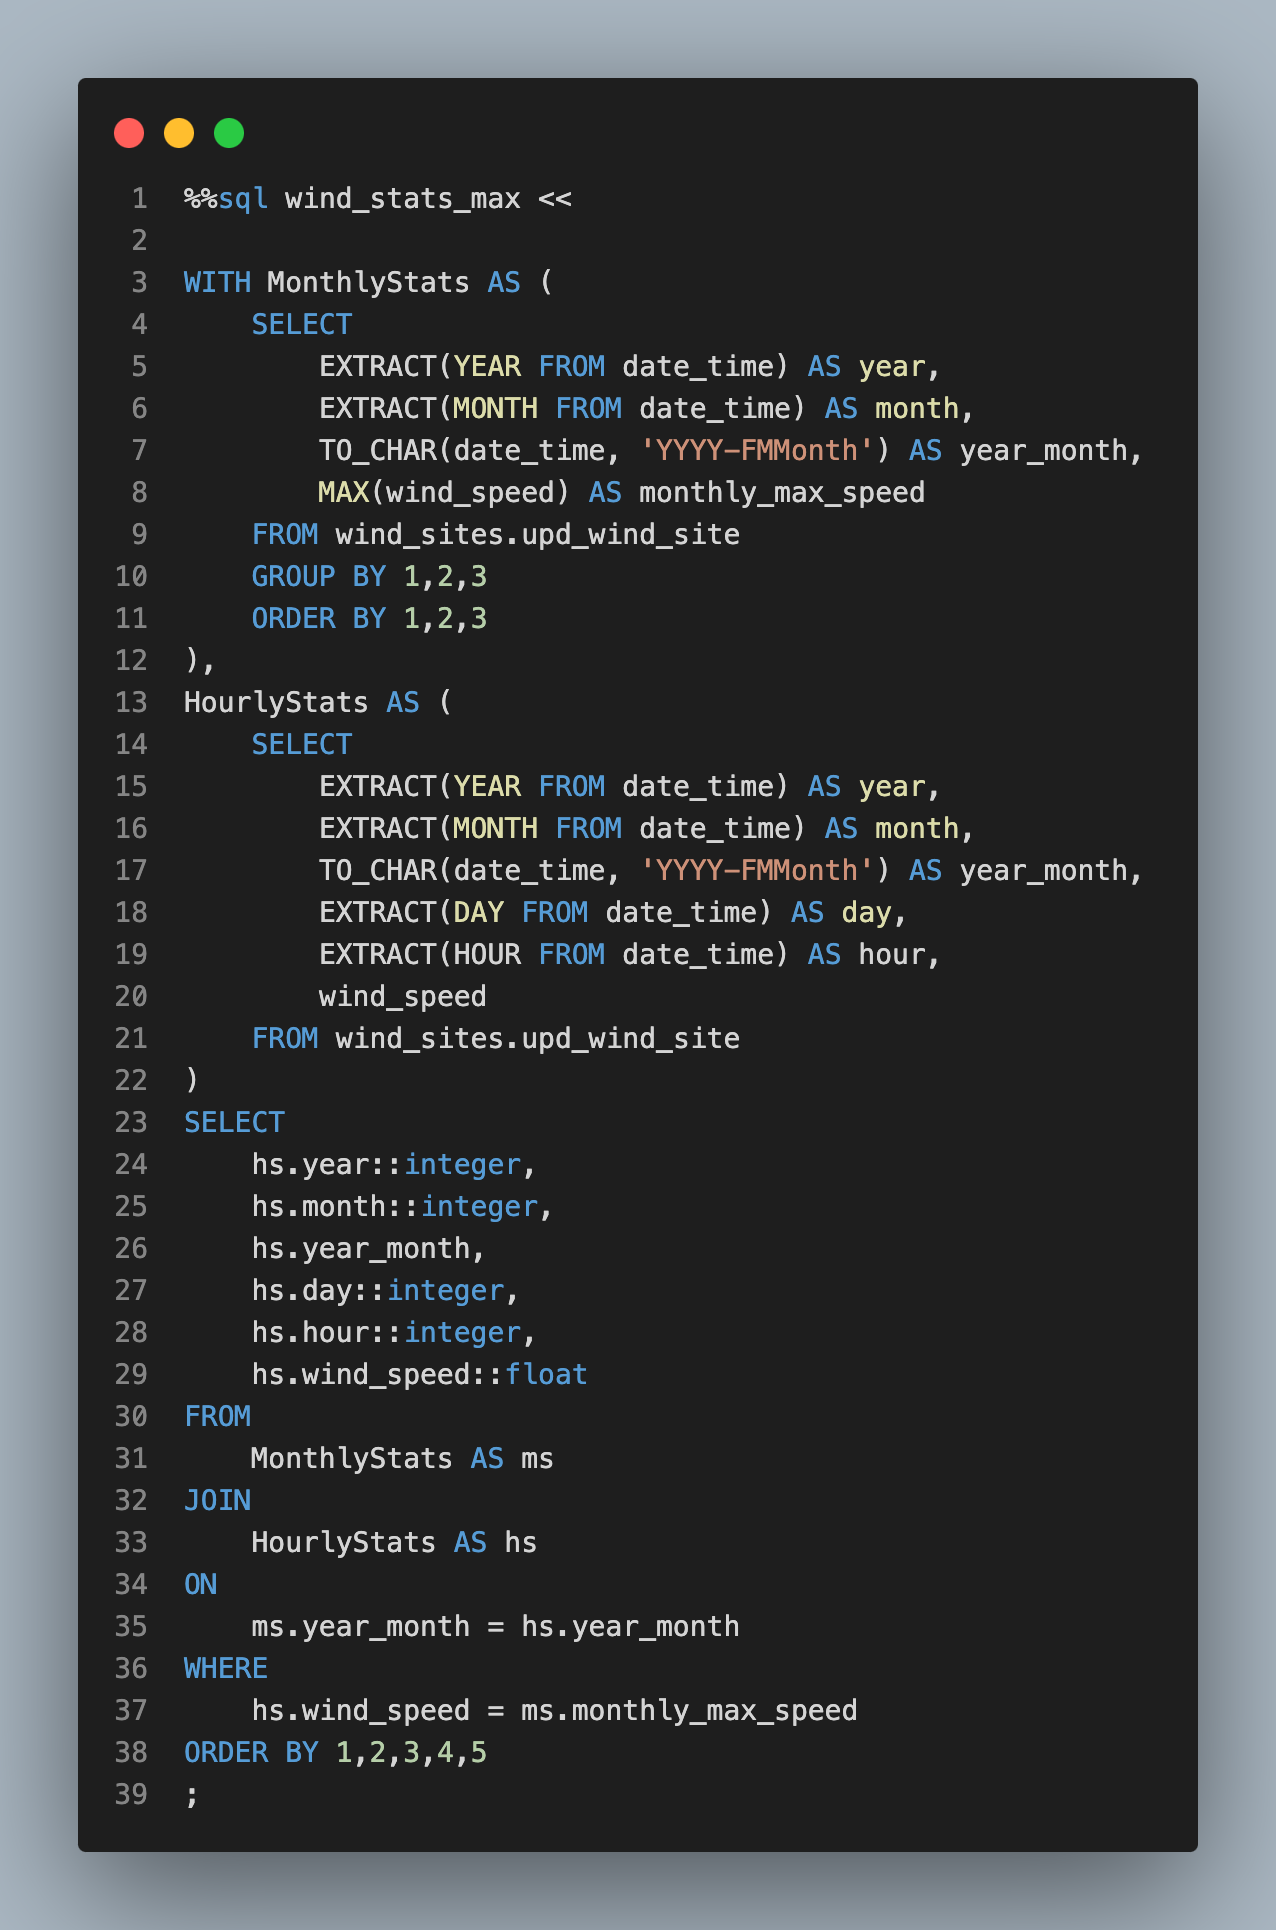 1 %%sql wind_stats_max <<
2
3 WITH MonthlyStats AS (
4     SELECT
5         EXTRACT(YEAR FROM date_time) AS year,
6         EXTRACT(MONTH FROM date_time) AS month,
7         TO_CHAR(date_time, 'YYYY-FMMonth') AS year_month,
8         MAX(wind_speed) AS monthly_max_speed
9     FROM wind_sites.upd_wind_site
10     GROUP BY 1,2,3
11     ORDER BY 1,2,3
12 ),
13 HourlyStats AS (
14     SELECT
15         EXTRACT(YEAR FROM date_time) AS year,
16         EXTRACT(MONTH FROM date_time) AS month,
17         TO_CHAR(date_time, 'YYYY-FMMonth') AS year_month,
18         EXTRACT(DAY FROM date_time) AS day,
19         EXTRACT(HOUR FROM date_time) AS hour,
20         wind_speed
21     FROM wind_sites.upd_wind_site
22 )
23 SELECT
24     hs.year::integer,
25     hs.month::integer,
26     hs.year_month,
27     hs.day::integer,
28     hs.hour::integer,
29     hs.wind_speed::float
30 FROM
31     MonthlyStats AS ms
32 JOIN
33     HourlyStats AS hs
34 ON
35     ms.year_month = hs.year_month
36 WHERE
37     hs.wind_speed = ms.monthly_max_speed
38 ORDER BY 1,2,3,4,5
39 ;